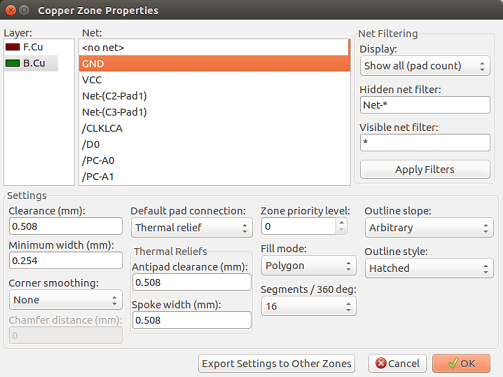 Copper Zone Properties
Layer:
F.Cu
B.Cu
Net:
<no net>
GND
VCC
Net-(C2-Pad1)
Net-(C3-Pad1)
/CLKLCA
/D0
/PC-A0
/PC-A1
Net Filtering
Display:
Show all (pad count)
Hidden net filter:
Net-*
Visible net filter:
*
Apply Filters
Settings
Clearance (mm):
0.508
Minimum width (mm):
0.254
Corner smoothing:
None
Chamfer distance (mm):
0
Default pad connection:
Thermal relief
Thermal Reliefs
Antipad clearance (mm):
0.508
Spoke width (mm):
0.508
Zone priority level:
0
Fill mode:
Polygon
Segments / 360 deg:
16
Outline slope:
Arbitrary
Outline style:
Hatched
Export Settings to Other Zones
Cancel
OK